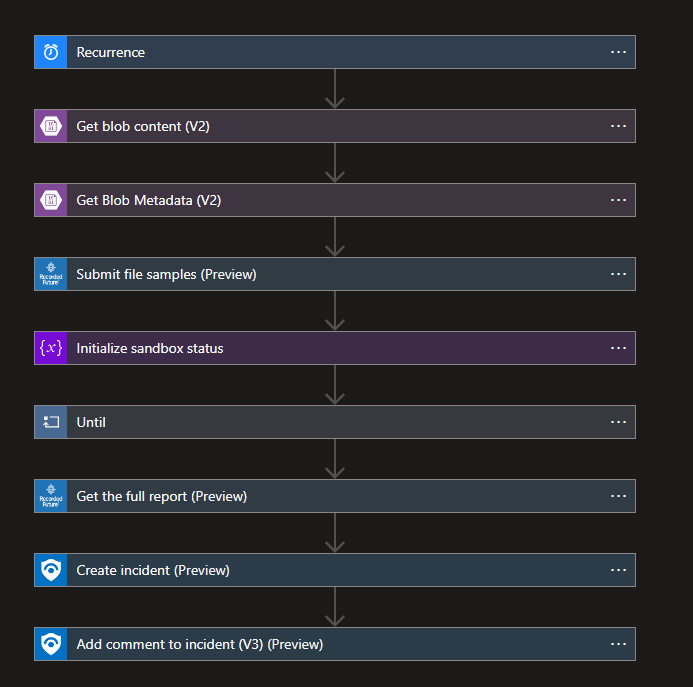 Recurrence
Get blob content (V2)
Get Blob Metadata (V2)
Recorded
Future
Submit file samples (Preview)
{x}
Initialize sandbox status
Until
Recorded
Future
Get the full report (Preview)
Create incident (Preview)
Add comment to incident (V3) (Preview)